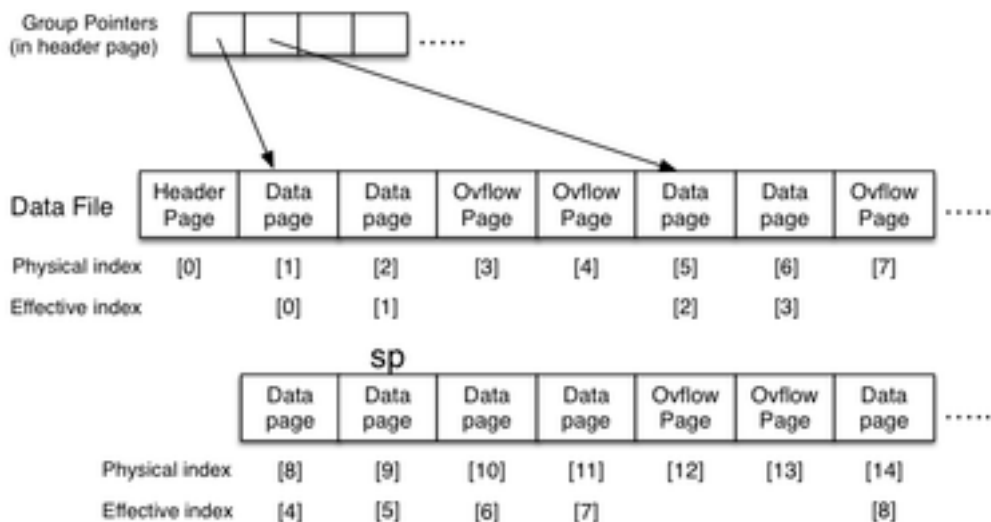 Group Pointers
(in header page)
.....
Data File
Header Page
Data page
Data page
Ovflow Page
Ovflow Page
Data page
Data page
Ovflow Page
.....
Physical index [0] [1] [2] [3] [4] [5] [6] [7]
Effective index [0] [1] [2] [3]
sp
Data page
Data page
Data page
Data page
Ovflow Page
Ovflow Page
Data page
.....
Physical index [8] [9] [10] [11] [12] [13] [14]
Effective index [4] [5] [6] [7] [8]